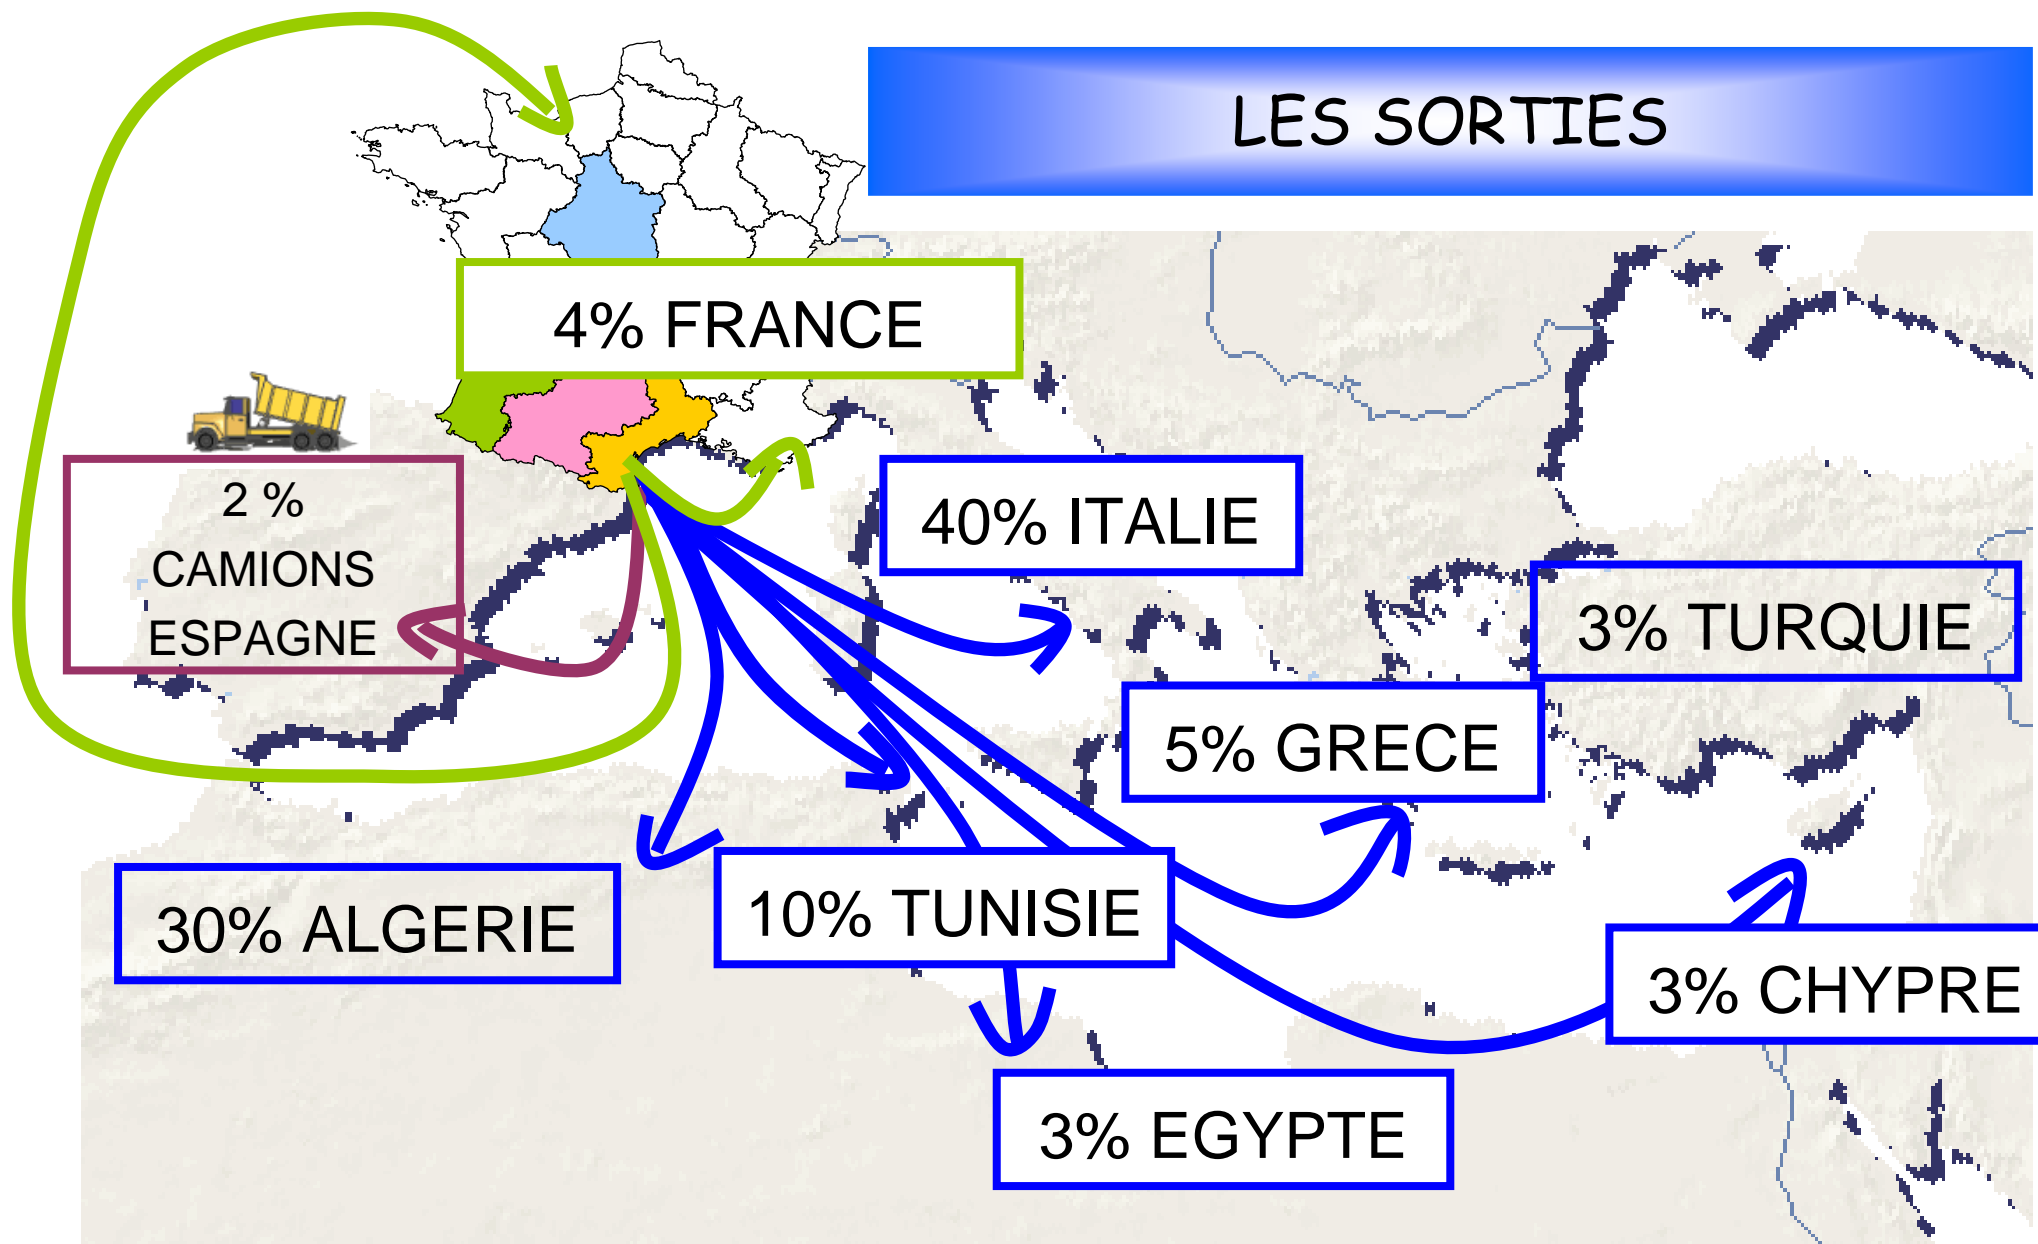 LES SORTIES
4% FRANCE
2 %
CAMIONS
ESPAGNE
40% ITALIE
3% TURQUIE
5% GRECE
30% ALGERIE
10% TUNISIE
3% CHYPRE
3% EGYPTE